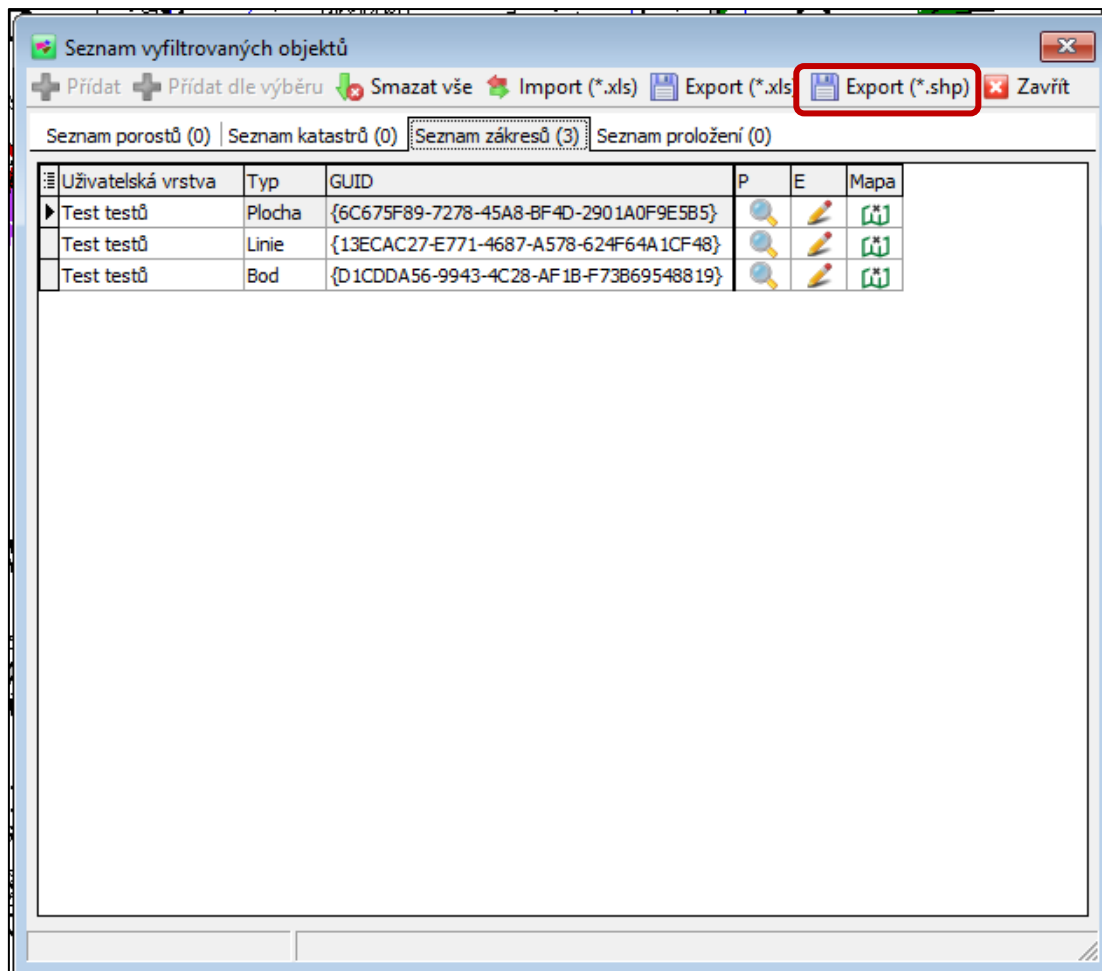 Seznam vyfiltrovaných objektů
Přídat Přídat dle výběru Smazat vše Import (*.xls) Export (*.xls) Export (*.shp) Zavřít
Seznam porostů (0) Seznam katastrů (0) Seznam zákresů (3) Seznam proložení (0)
Uživatelská vrstva Typ GUID P E Mapa
Test testů Plocha {6C675F89-7278-45A8-BF4D-2901A0F9E5B5}
Test testů Linie {13ECAC27-E771-4687-A578-624F64A1CF48}
Test testů Bod {D1CDDA56-9943-4C28-AF1B-F73B69548819}